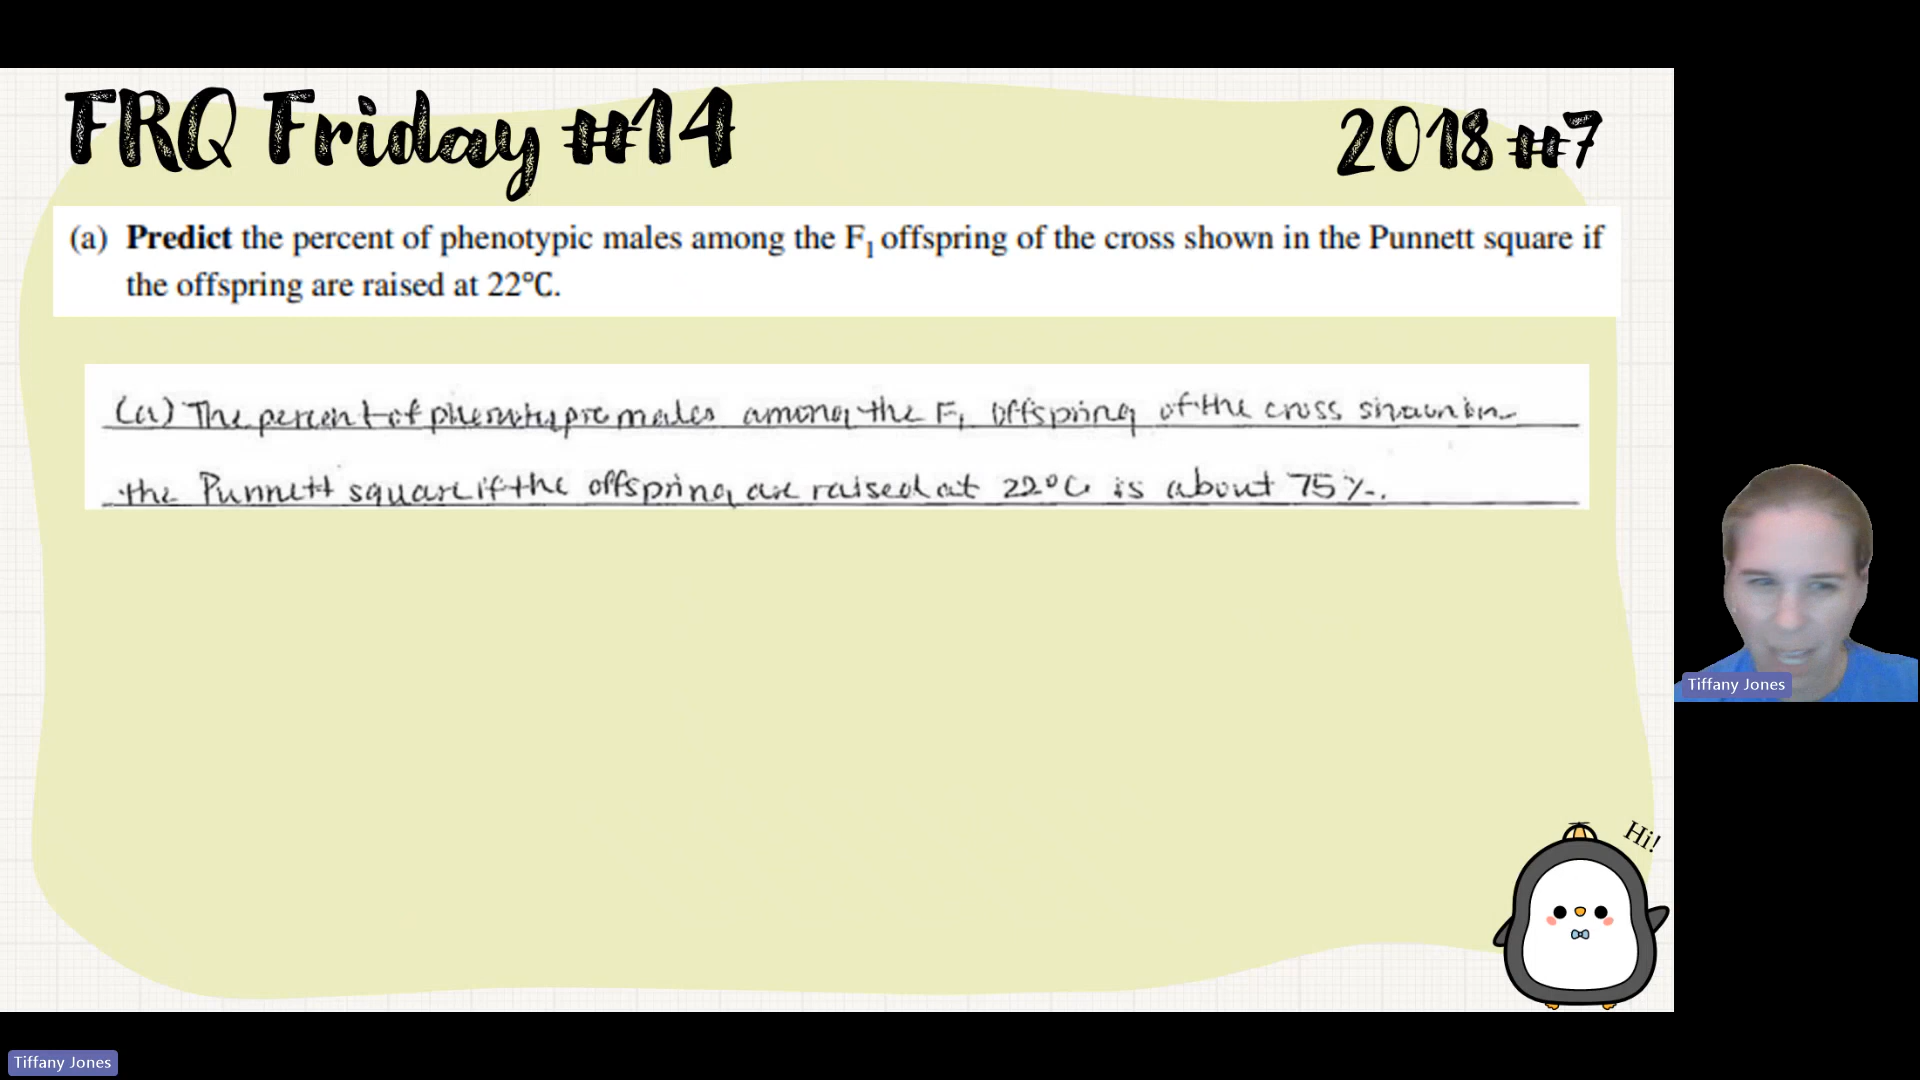 FRQ Friday #14
2018 #7
(a) Predict the percent of phenotypic males among the F₁ offspring of the cross shown in the Punnett square if
the offspring are raised at 22°C.
(a) The percent of phenotypic males among the F₁ offspring of the cross shown in
the Punnett square if the offspring are raised at 22°C is about 75%.
Tiffany Jones
Hi!
Tiffany Jones